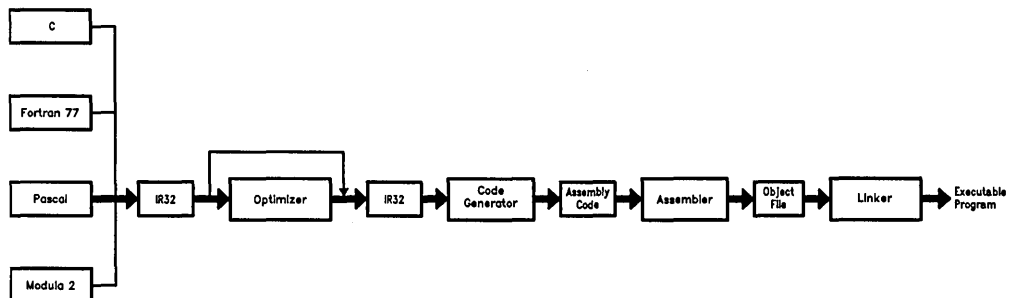 C
Fortran 77
Pascal
Modula 2
IR32
Optimizer
IR32
Code
Generator
Assembly
Code
Assembler
Object
File
Linker
Executable
Program